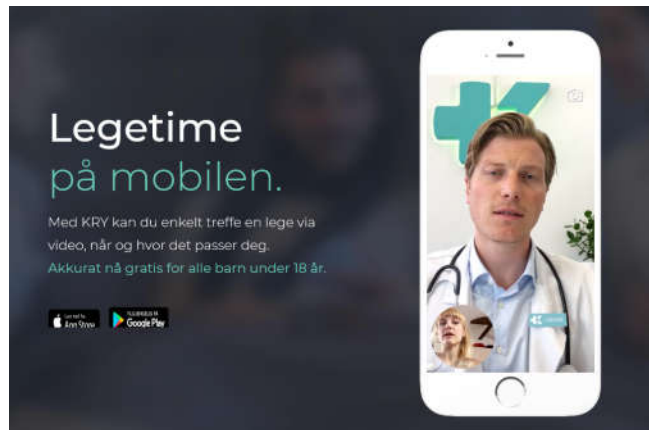 Legetime
på mobilen.
Med KRY kan du enkelt treffe en lege via
video, når og hvor det passer deg.
Akkurat nå gratis for alle barn under 18 år.
App Store
Google Play